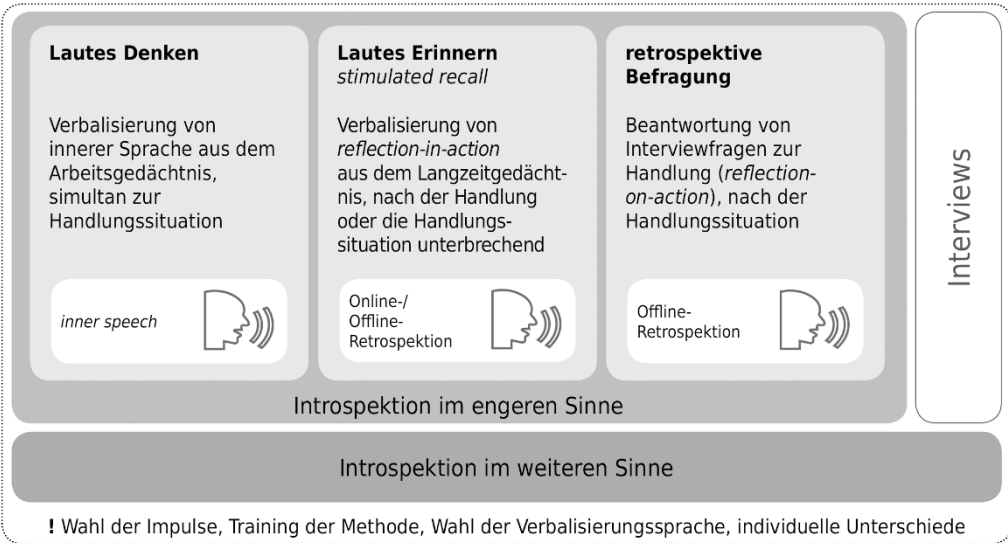 Lautes Denken
Verbalisierung von
innerer Sprache aus dem
Arbeitsgedächtnis,
simultan zur
Handlungssituation
inner speech
Lautes Erinnern
stimulated recall
Verbalisierung von
reflection-in-action
aus dem Langzeitgedächt-
nis, nach der Handlung
oder die Handlungs-
situation unterbrechend
Online-/
Offline-
Retrospektion
retrospektive
Befragung
Beantwortung von
Interviewfragen zur
Handlung (reflection-
on-action), nach der
Handlungssituation
Offline-
Retrospektion
Introspektion im engeren Sinne
Interviews
Introspektion im weiteren Sinne
! Wahl der Impulse, Training der Methode, Wahl der Verbalisierungssprache, individuelle Unterschiede